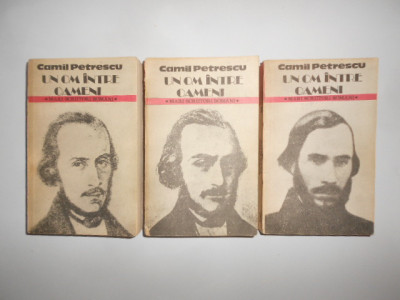 Camil Petrescu
UN OM ÎNTRE
OAMENI
Camil Petrescu
UN OM ÎNTRE
OAMENI
Camil Petrescu
UN OM ÎNTRE
OAMENI